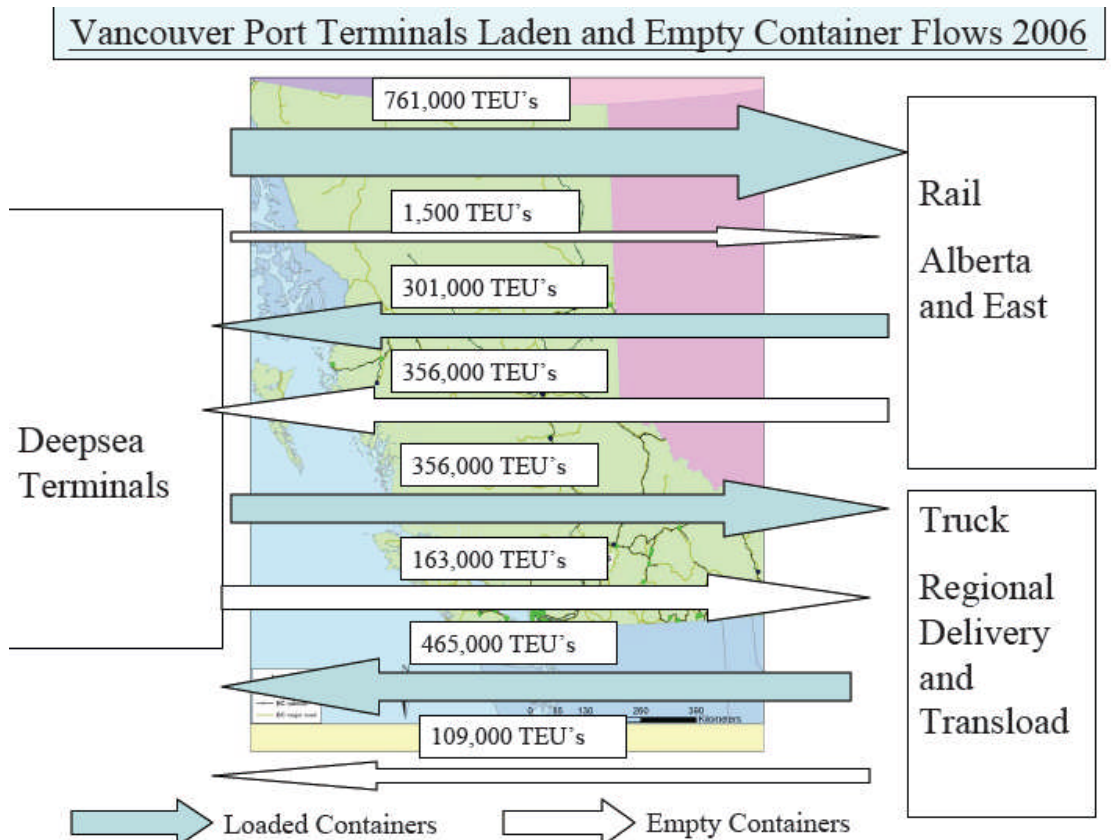 Vancouver Port Terminals Laden and Empty Container Flows 2006
761,000 TEU's
1,500 TEU's
301,000 TEU's
356,000 TEU's
356,000 TEU's
163,000 TEU's
465,000 TEU's
109,000 TEU's
Deepsea
Terminals
Rail
Alberta
and East
Truck
Regional
Delivery
and
Transload
Kilometers
Loaded Containers
Empty Containers